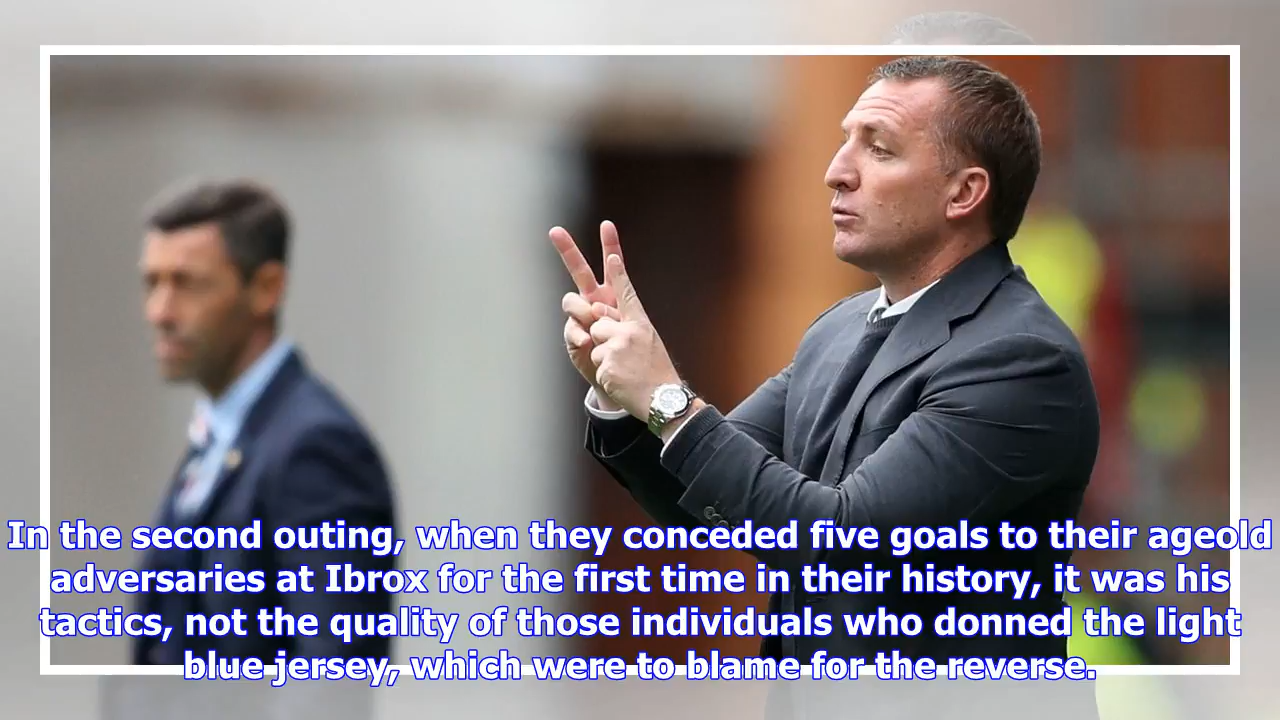 In the second outing, when they conceded five goals to their ageold
adversaries at Ibrox for the first time in their history, it was his
tactics, not the quality of those individuals who donned the light
blue jersey, which were to blame for the reverse.